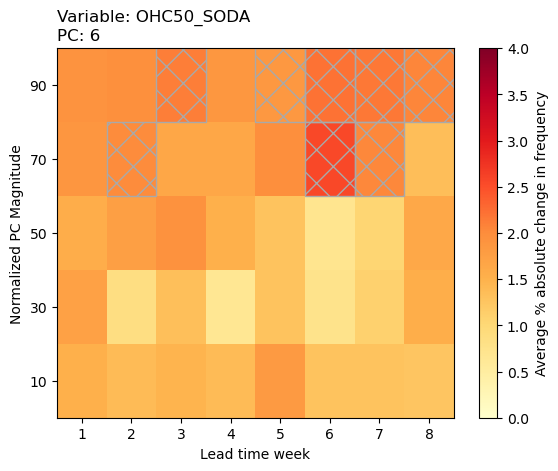 Variable: OHC50_SODA
PC: 6
Normalized PC Magnitude
90
70
50
30
10
1 2 3 4 5 6 7 8
Lead time week
4.0
3.5
3.0
2.5
2.0
1.5
1.0
0.5
0.0
Average % absolute change in frequency